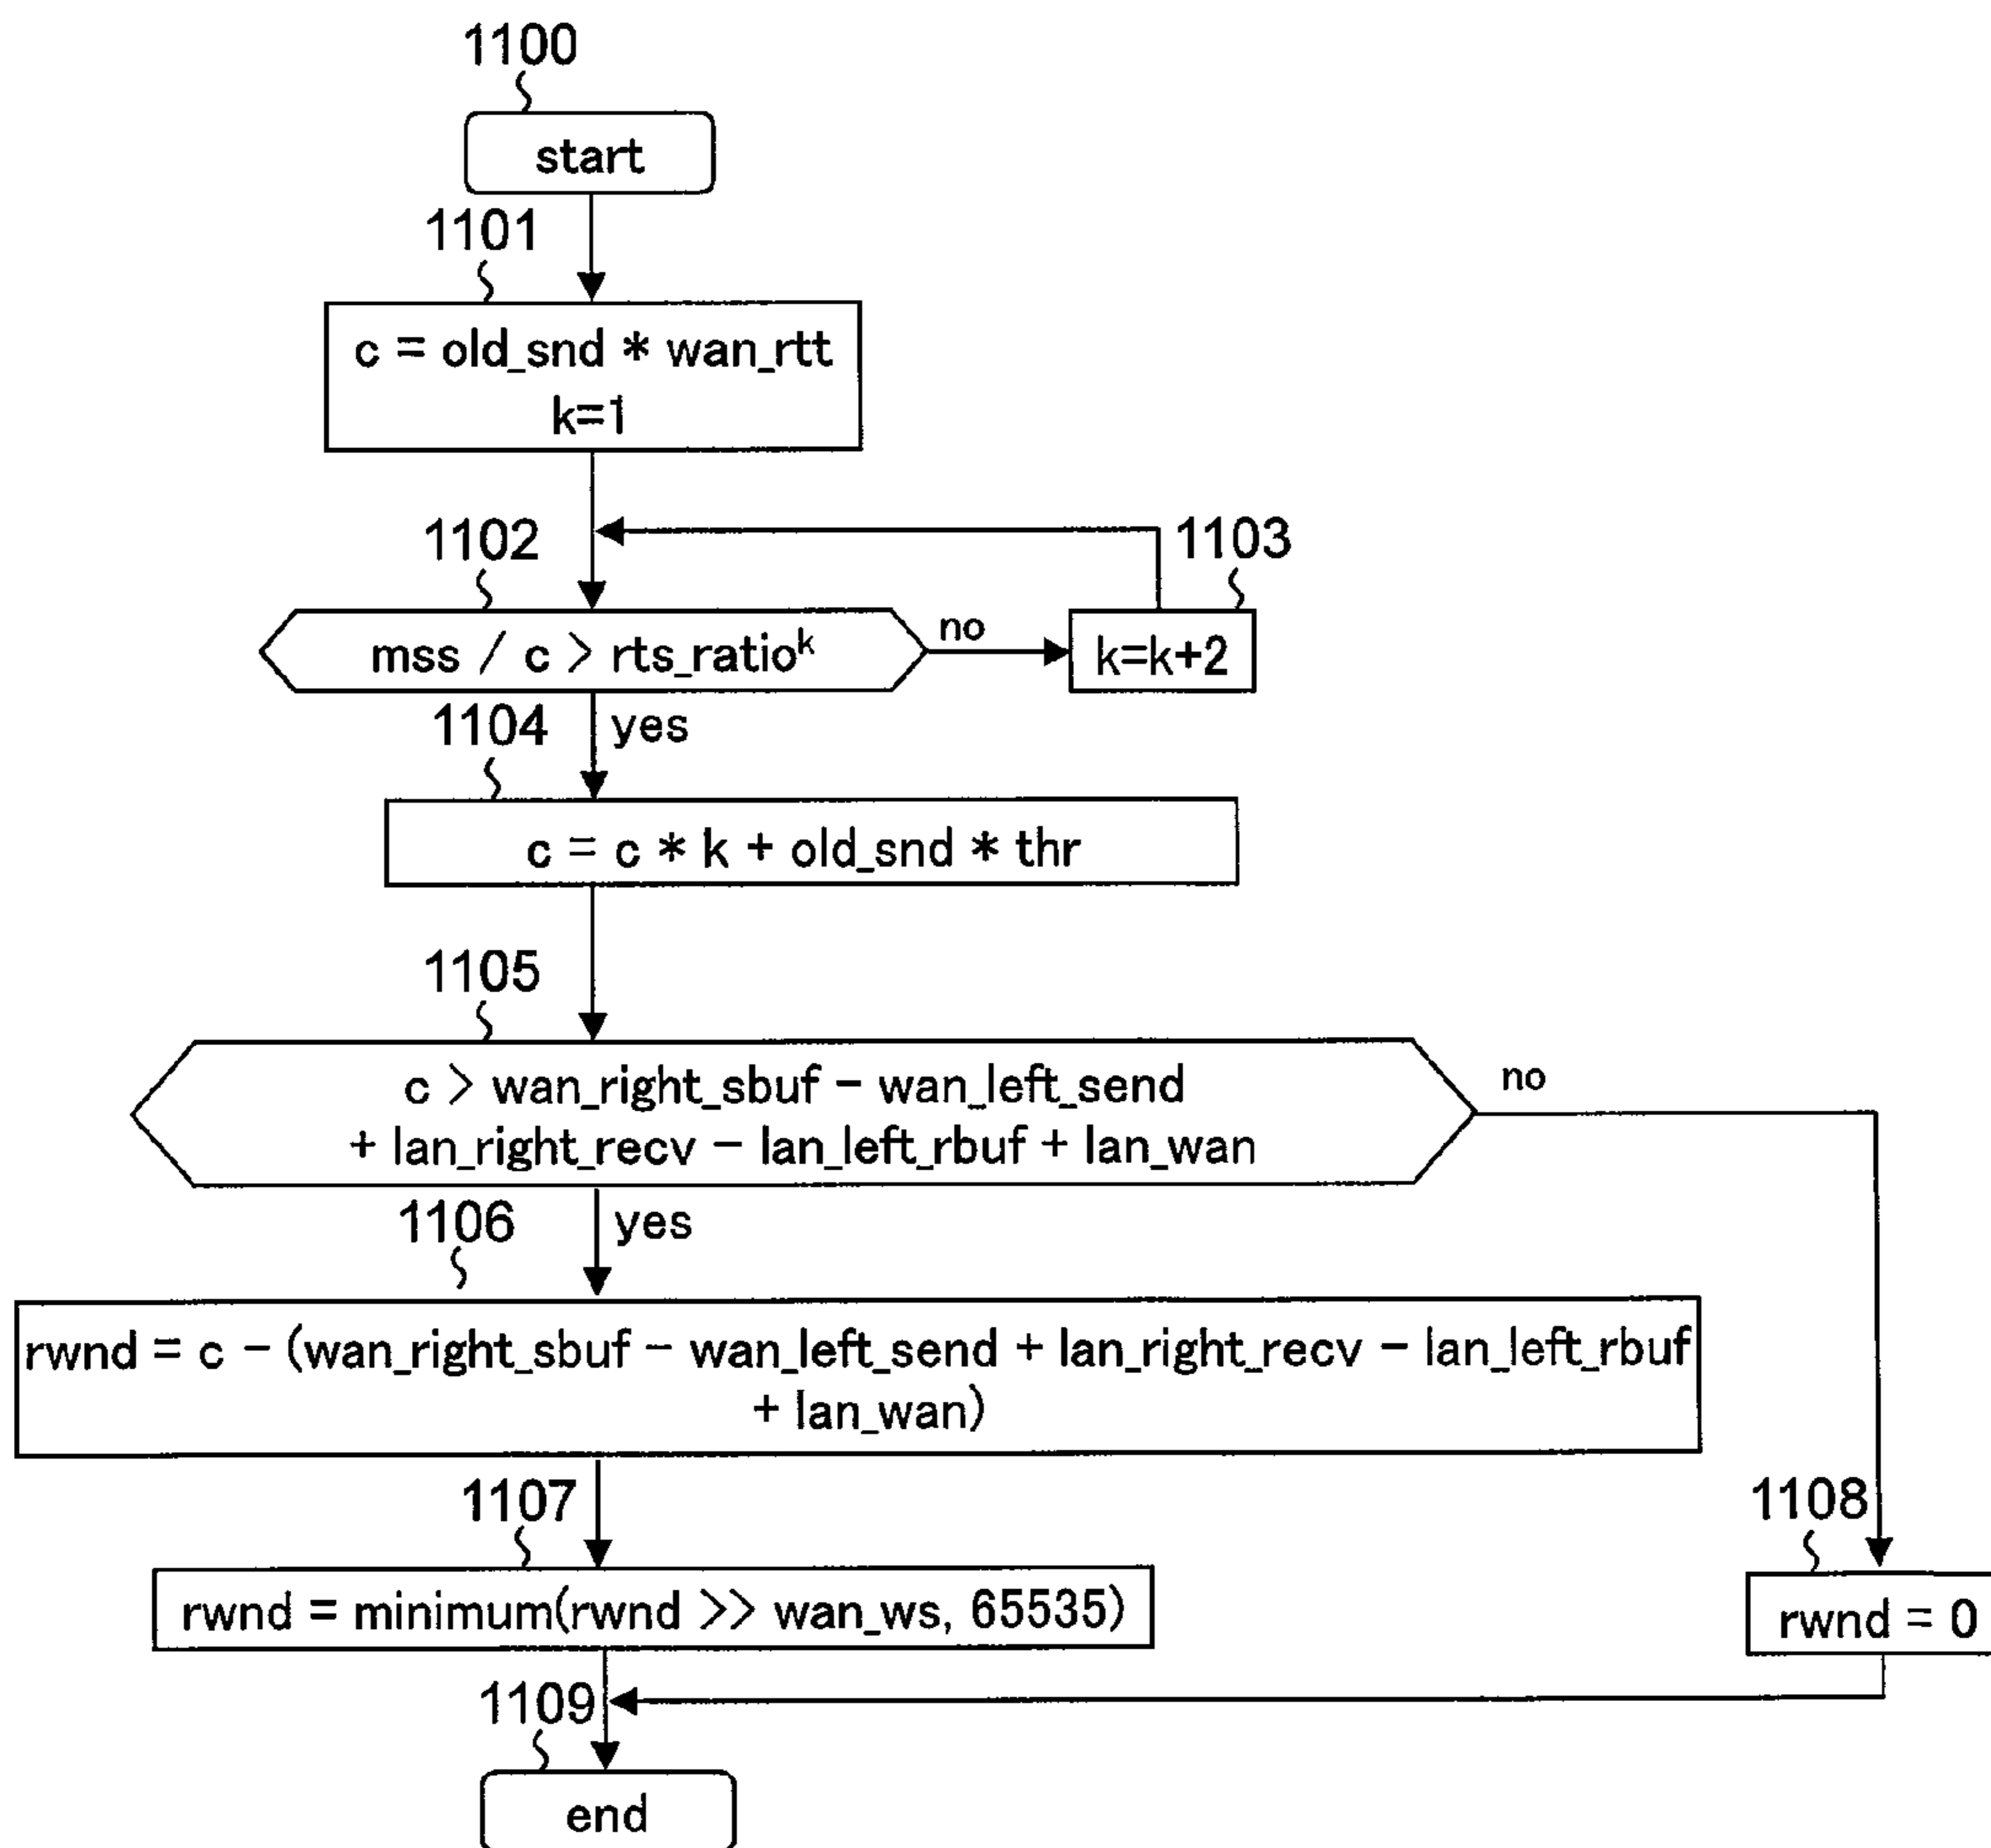 1100
start
1101
c = old_snd * wan_rtt
k=1
1102
1103
mss / c > rts_ratio^k
no
k=k+2
1104
yes
c = c * k + old_snd * thr
1105
c > wan_right_sbuf - wan_left_send
+ lan_right_recv - lan_left_rbuf + lan_wan
no
1106
yes
rwnd = c - (wan_right_sbuf - wan_left_send + lan_right_recv - lan_left_rbuf
+ lan_wan)
1107
1108
rwnd = minimum(rwnd >> wan_ws, 65535)
rwnd = 0
1109
end